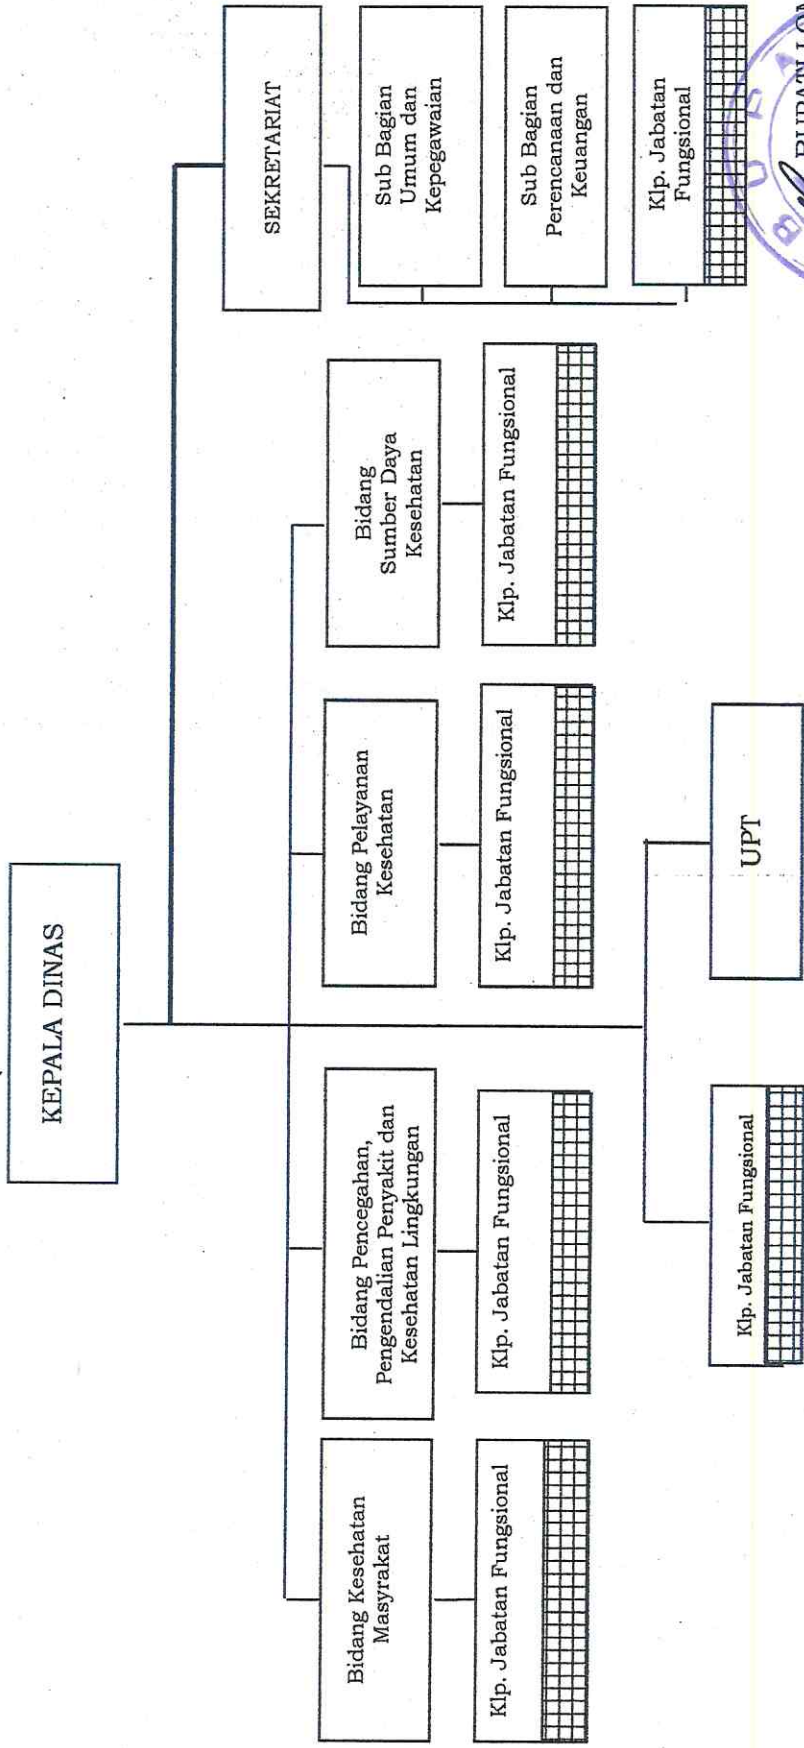 KEPALA DINAS
SEKRETARIAT
Sub Bagian
Umum dan
Kepegawaian
Sub Bagian
Perencanaan dan
Keuangan
Klp. Jabatan
Fungsional
Bidang Kesehatan
Masyrakat
Klp. Jabatan Fungsional
Bidang Pencegahan,
Pengendalian Penyakit dan
Kesehatan Lingkungan
Klp. Jabatan Fungsional
Bidang Pelayanan
Kesehatan
Klp. Jabatan Fungsional
Bidang
Sumber Daya
Kesehatan
Klp. Jabatan Fungsional
Klp. Jabatan Fungsional
UPT
BUPATI